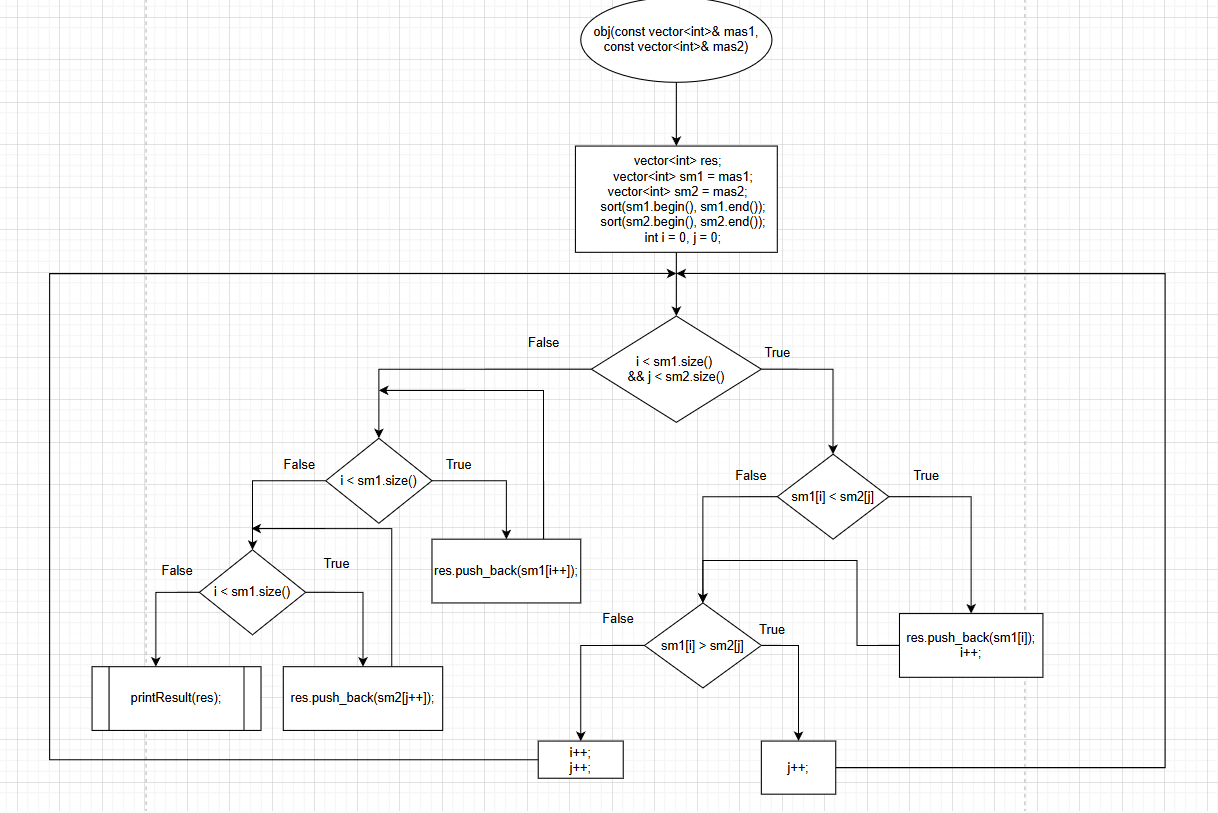 obj(const vector<int>& mas1,
const vector<int>& mas2)
vector<int> res;
vector<int> sm1 = mas1;
vector<int> sm2 = mas2;
sort(sm1.begin(), sm1.end());
sort(sm2.begin(), sm2.end());
int i = 0, j = 0;
False
True
i < sm1.size()
&& j < sm2.size()
False
True
i < sm1.size()
False
True
sm1[i] < sm2[j]
False
True
i < sm1.size()
res.push_back(sm1[i++]);
False
True
sm1[i] > sm2[j]
res.push_back(sm1[i]);
i++;
printResult(res);
res.push_back(sm2[j++]);
i++;
j++;
j++;